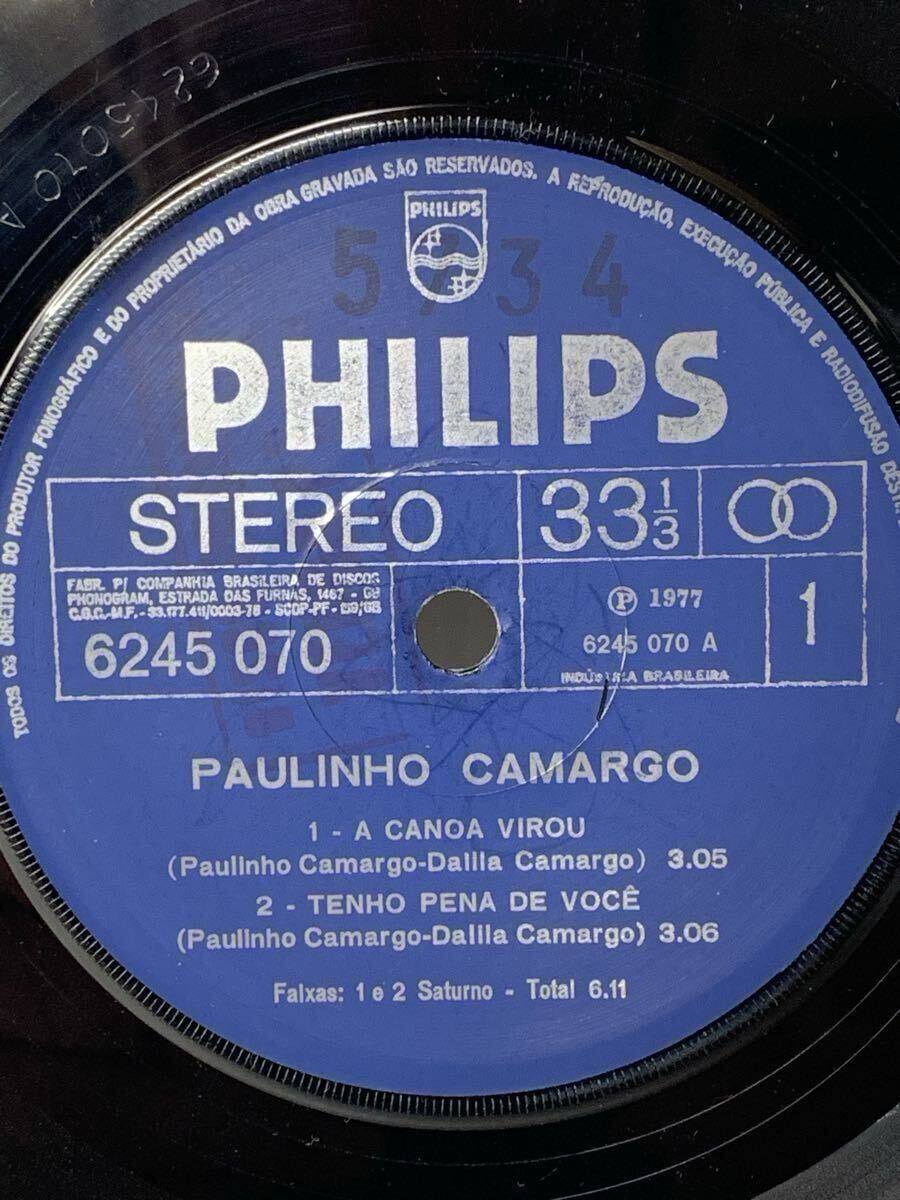 6245070 A
TODOS OS DIREITOS DO PRODUTOR FONOGRÁFICO E DO PROPRIETÁRIO DA OBRA GRAVADA SÃO RESERVADOS. A REPRODUÇÃO, EXECUÇÃO PÚBLICA E RADIODIFUSÃO
PHILIPS
PHILIPS
STEREO
33 1/3
FABR. P/ COMPANHIA BRASILEIRA DE DISCOS
PHONOGRAM, ESTRADA DAS FURNAS, 1467 - GB
C.G.C.-M.F.-33.177.411/0003-78 - SCDP-PF-
6245 070
Ⓟ 1977
6245 070 A
INDÚSTRIA BRASILEIRA
1
PAULINHO CAMARGO
1 - A CANOA VIROU
(Paulinho Camargo-Dalila Camargo) 3.05
2 - TENHO PENA DE VOCÊ
(Paulinho Camargo-Dalila Camargo) 3.06
Faixas: 1 e 2 Saturno - Total 6.11